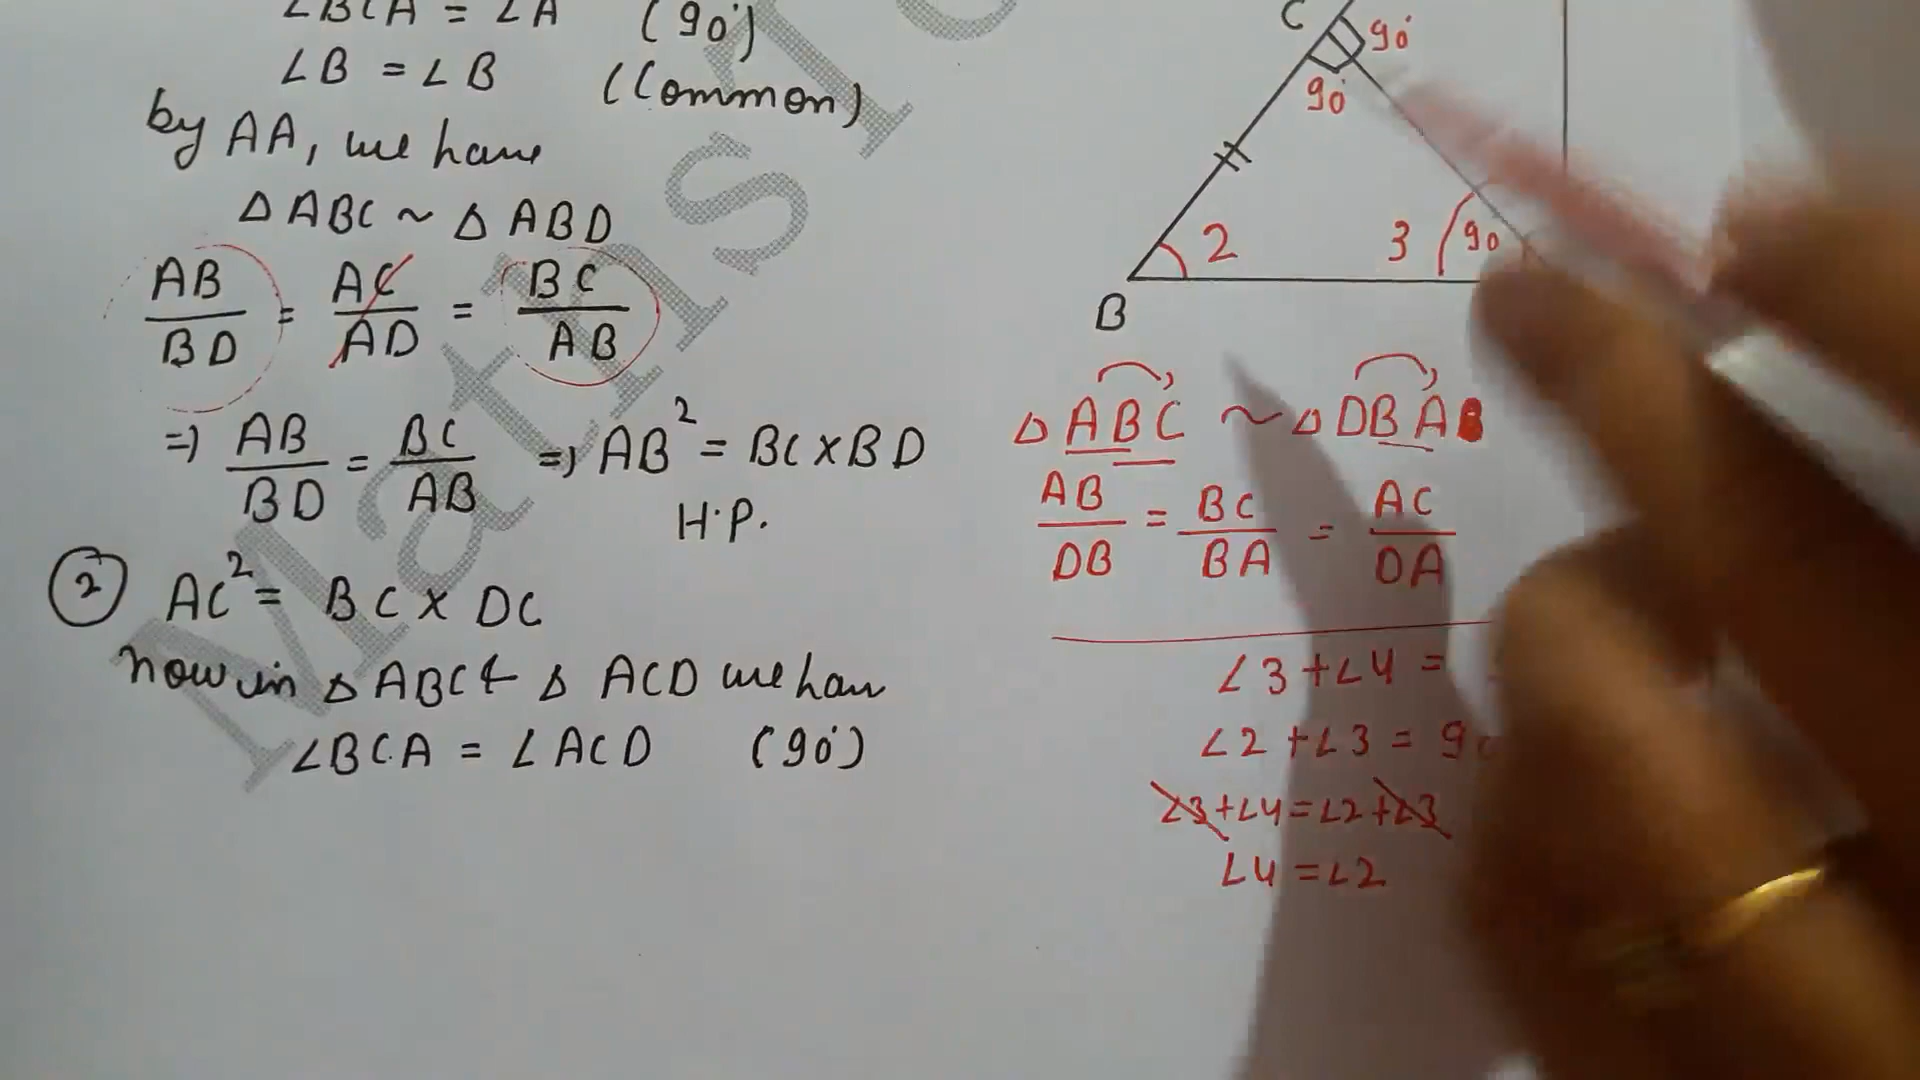 ∠BCA = ∠A (90°)
∠B = ∠B (Common)
by AA, we have
Δ ABC ~ Δ ABD
AB/BD = AC/AD = BC/AB
=) AB/BD = BC/AB =) AB² = BC x BD
H.P.
② AC² = BC x DC
now in Δ ABC & Δ ACD we hav
∠BCA = ∠ACD (90°)
C
90°
90°
2
3
90
B
Δ ABC ~ Δ DBA
AB/DB = BC/BA = AC/DA
∠3 + ∠4 =
∠2 + ∠3 = 90
∠3 + ∠4 = ∠2 + ∠3
∠4 = ∠2